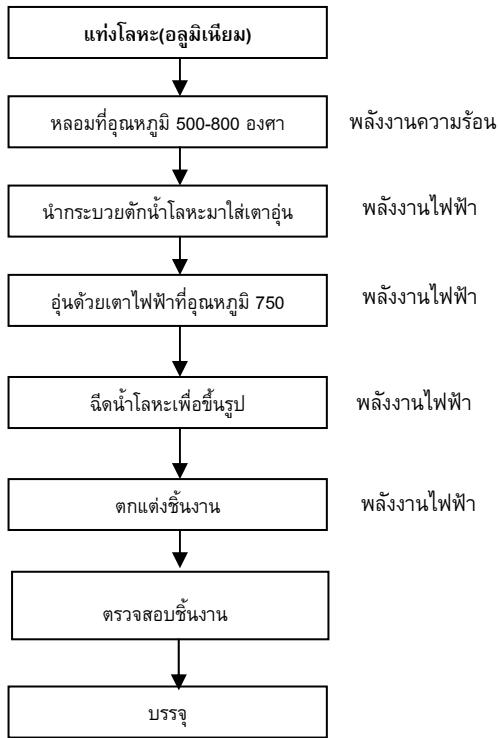 แท่งโลหะ(อลูมิเนียม)
หลอมที่อุณหภูมิ 500-800 องศา พลังงานความร้อน
นำกระบวยตักน้ำโลหะมาใส่เตาอุ่น พลังงานไฟฟ้า
อุ่นด้วยเตาไฟฟ้าที่อุณหภูมิ 750 พลังงานไฟฟ้า
ฉีดน้ำโลหะเพื่อขึ้นรูป พลังงานไฟฟ้า
ตกแต่งชิ้นงาน พลังงานไฟฟ้า
ตรวจสอบชิ้นงาน
บรรจุ